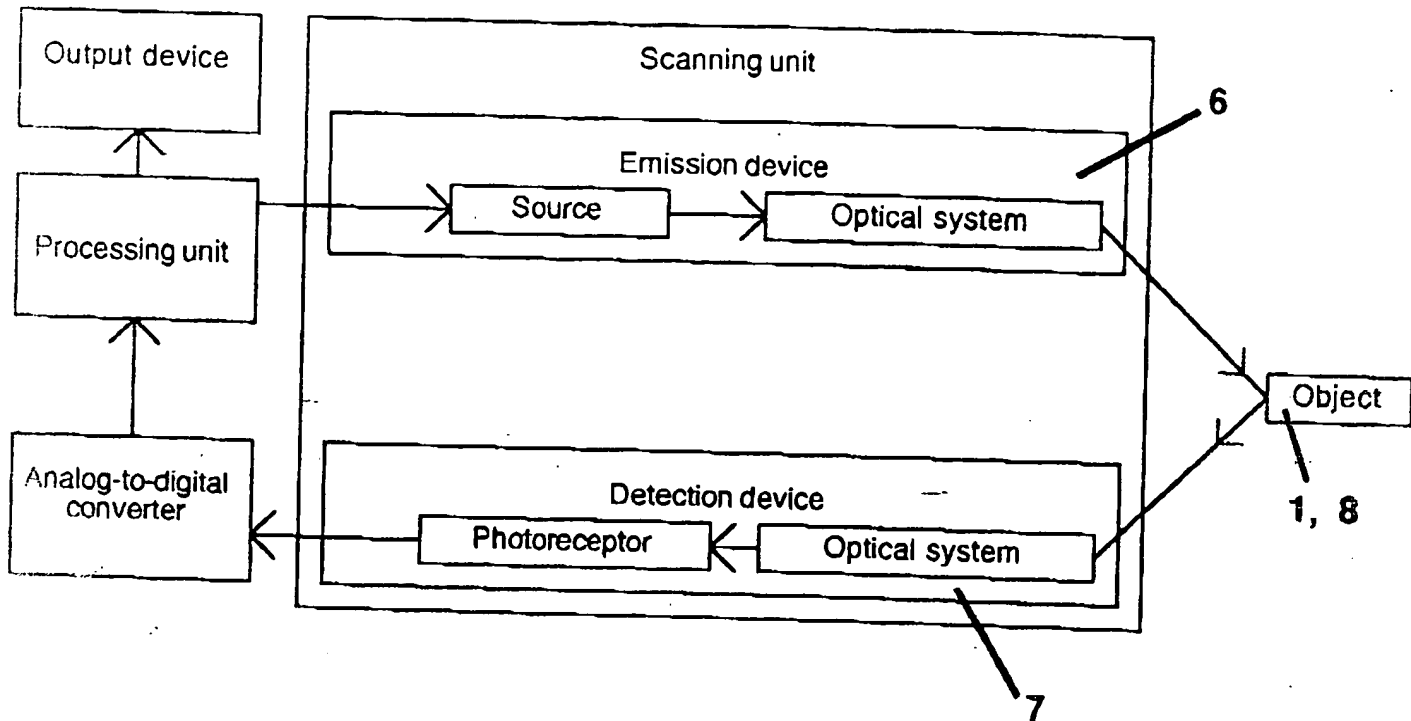 Output device
Scanning unit
6
Emission device
Source
Optical system
Processing unit
Object
1, 8
Analog-to-digital
converter
Detection device
Photoreceptor
Optical system
7